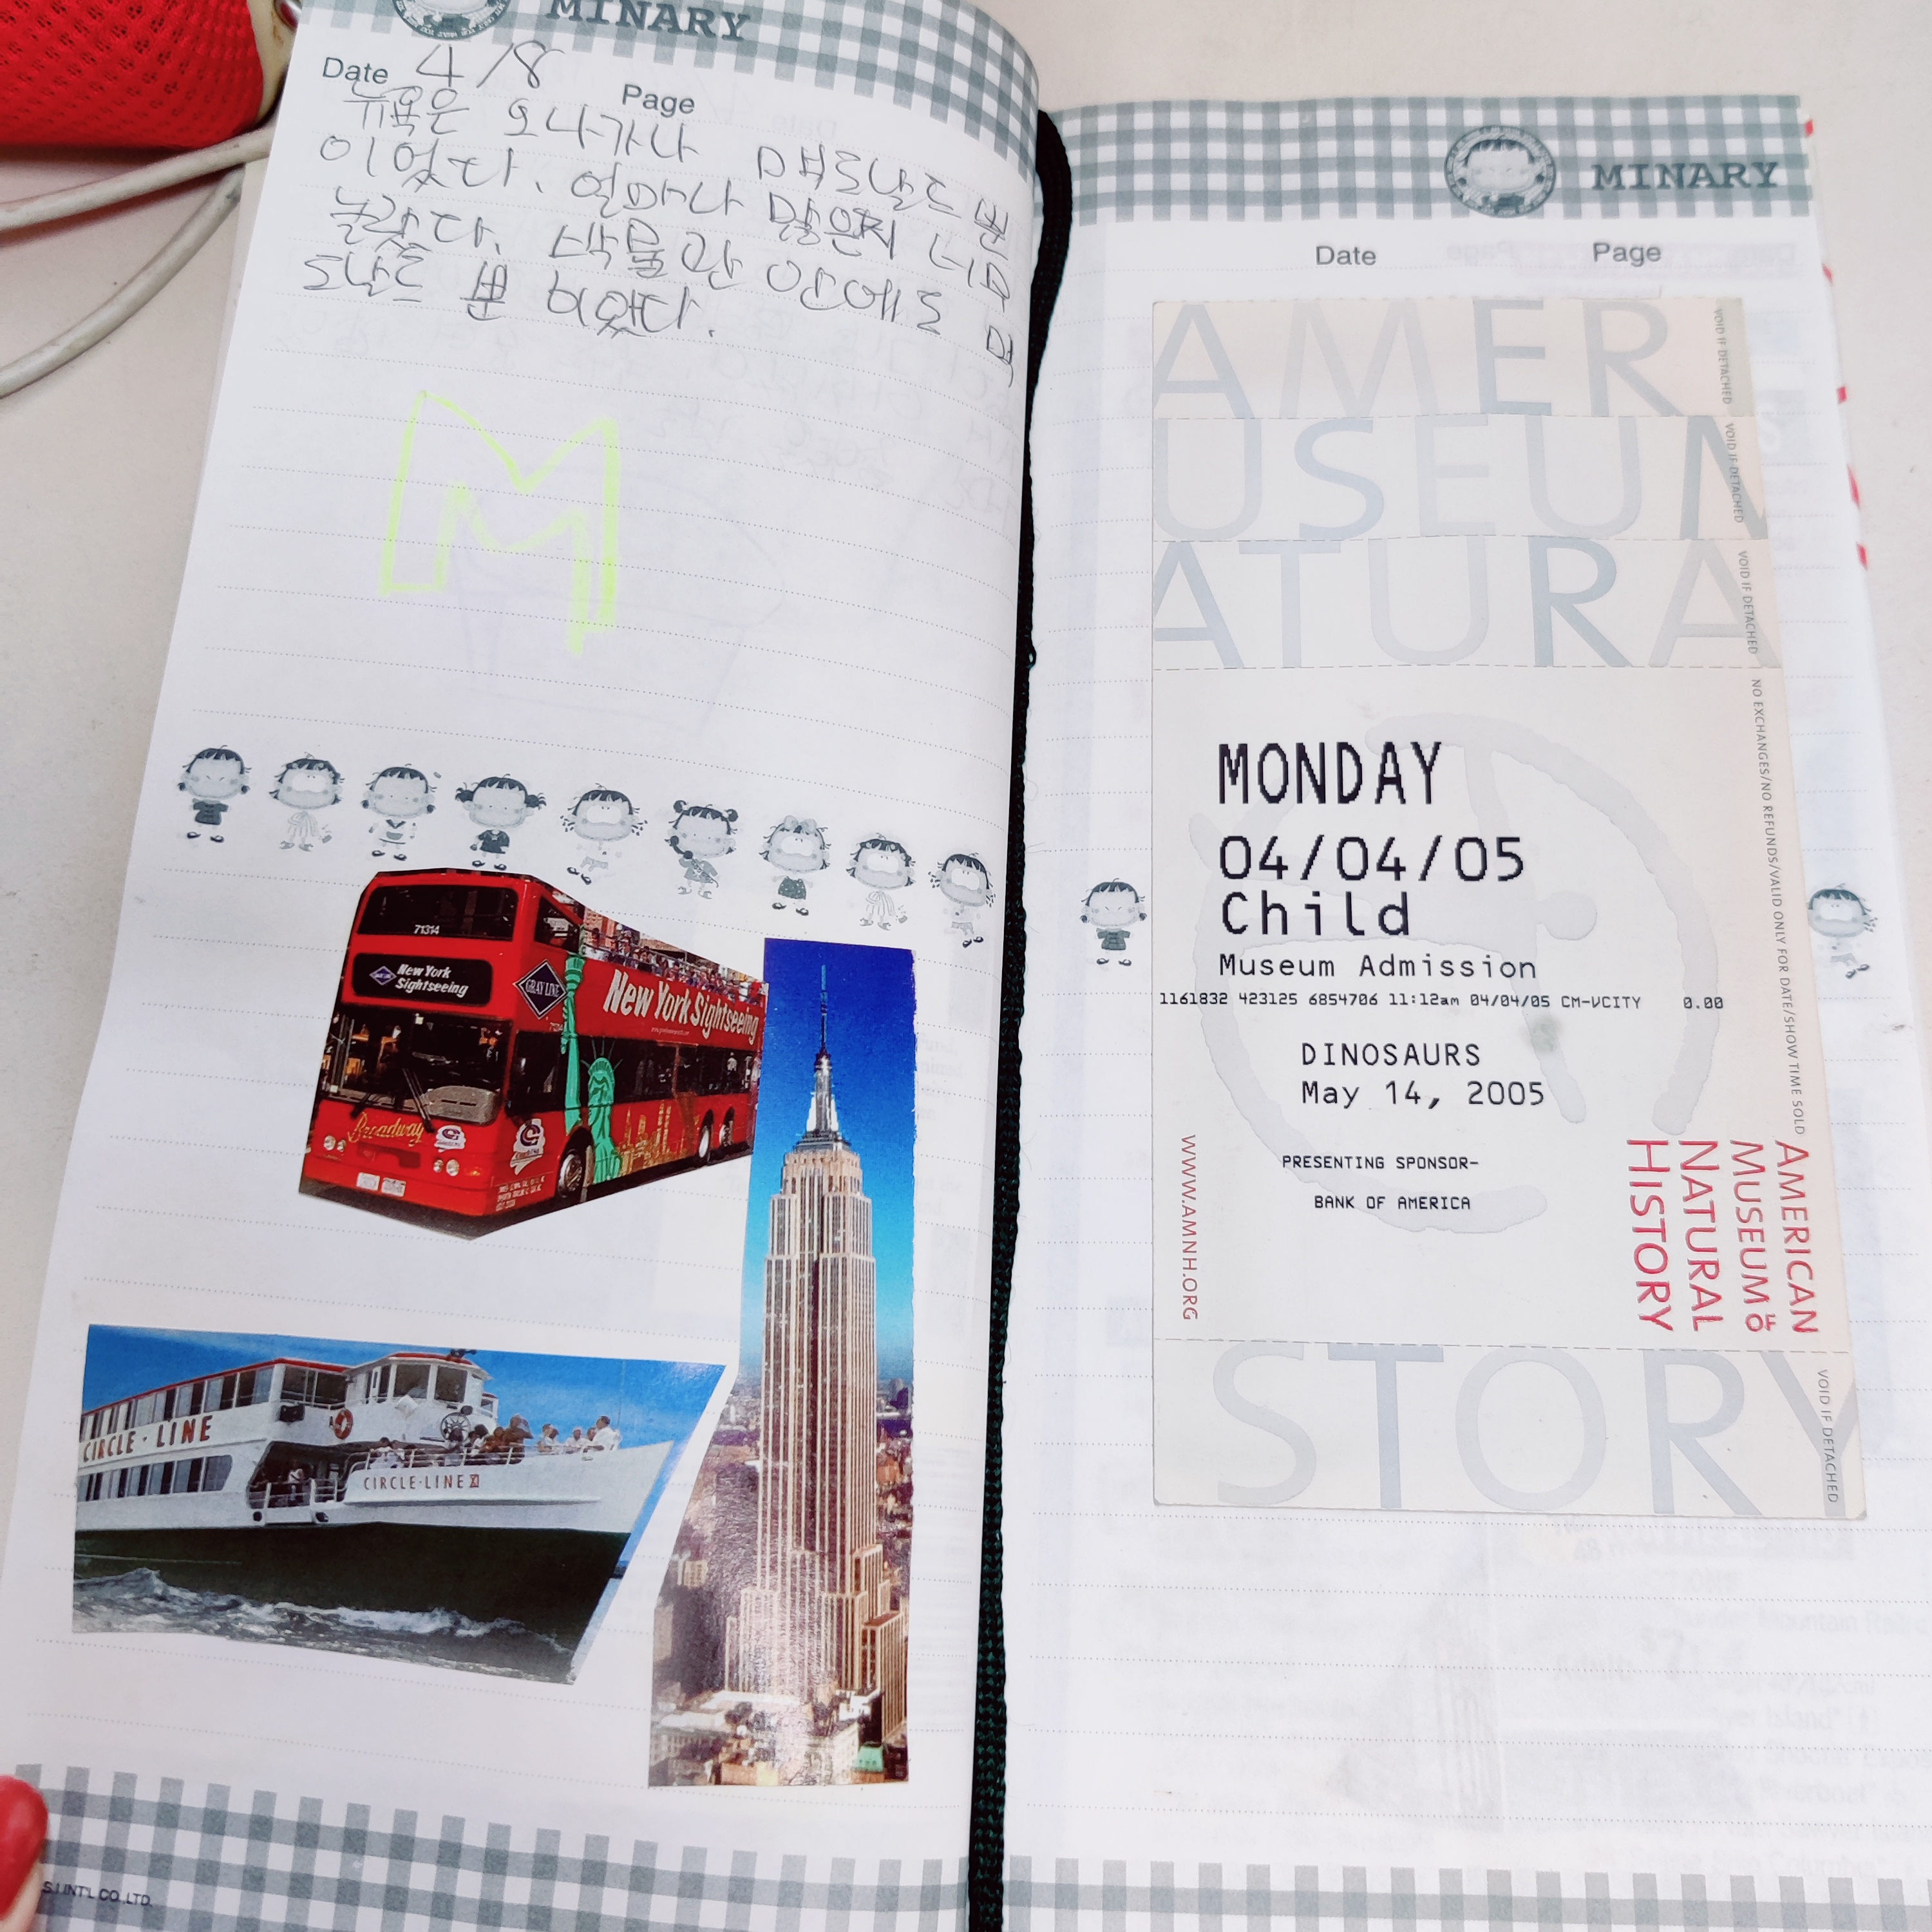 MINARY
Date 4/8
Page
뉴욕은 오나가나 맥도날드 뿐
이었다. 얼마나 많은지
놀랐다. 박물관 안에도 맥
도날드 뿐 이었다.
M
71314
New York
Sightseeing
GRAY LINE
New York Sightseeing
Broadway
CIRCLE-LINE
CIRCLE-LINE XI
S.I INT'L CO.,LTD.
MINARY
Date
Page
AMER
USEUM
ATURA
VOID IF DETACHED
VOID IF DETACHED
VOID IF DETACHED
NO EXCHANGES/NO REFUNDS/VALID ONLY FOR DATE/SHOW TIME SOLD
MONDAY
04/04/05
Child
Museum Admission
1161832 423125 6854706 11:12am 04/04/05 CM-VCITY 0.00
DINOSAURS
May 14, 2005
PRESENTING SPONSOR-
BANK OF AMERICA
WWW.AMNH.ORG
AMERICAN
MUSEUM OF
NATURAL
HISTORY
STORY
VOID IF DETACHED